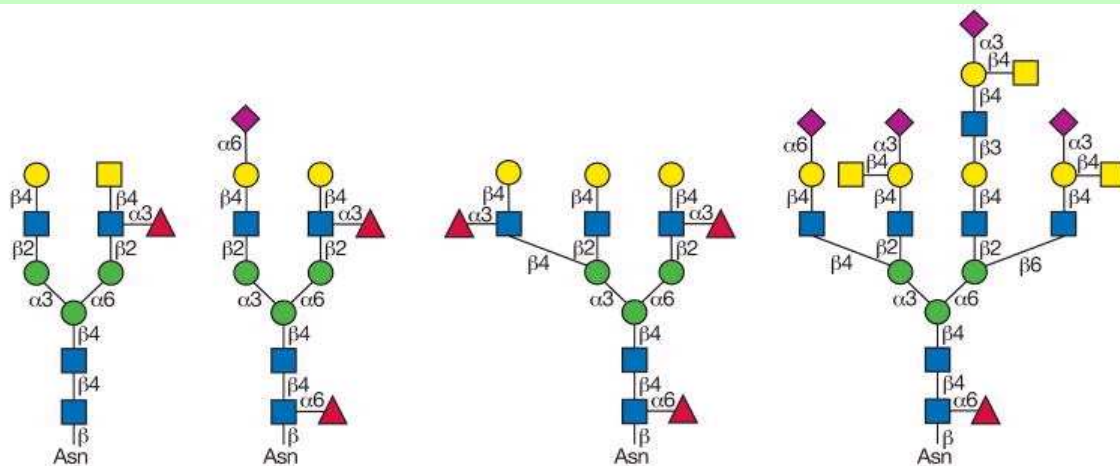 α3
β4
β4
α6
α6 α3 β3 α3
β4 β4
β4 β4 β4 β4 β4 β4 β4 β4 β4 β4 β4
α3 α3 α3 α3
β2 β2 β2 β2 β4 β2 β2 β4 β2 β2 β6
α3 α6 α3 α6 α3 α6 α3 α6
β4 β4 β4 β4
β4 β4 β4 β4
α6 α6 α6
β β β β
Asn Asn Asn Asn